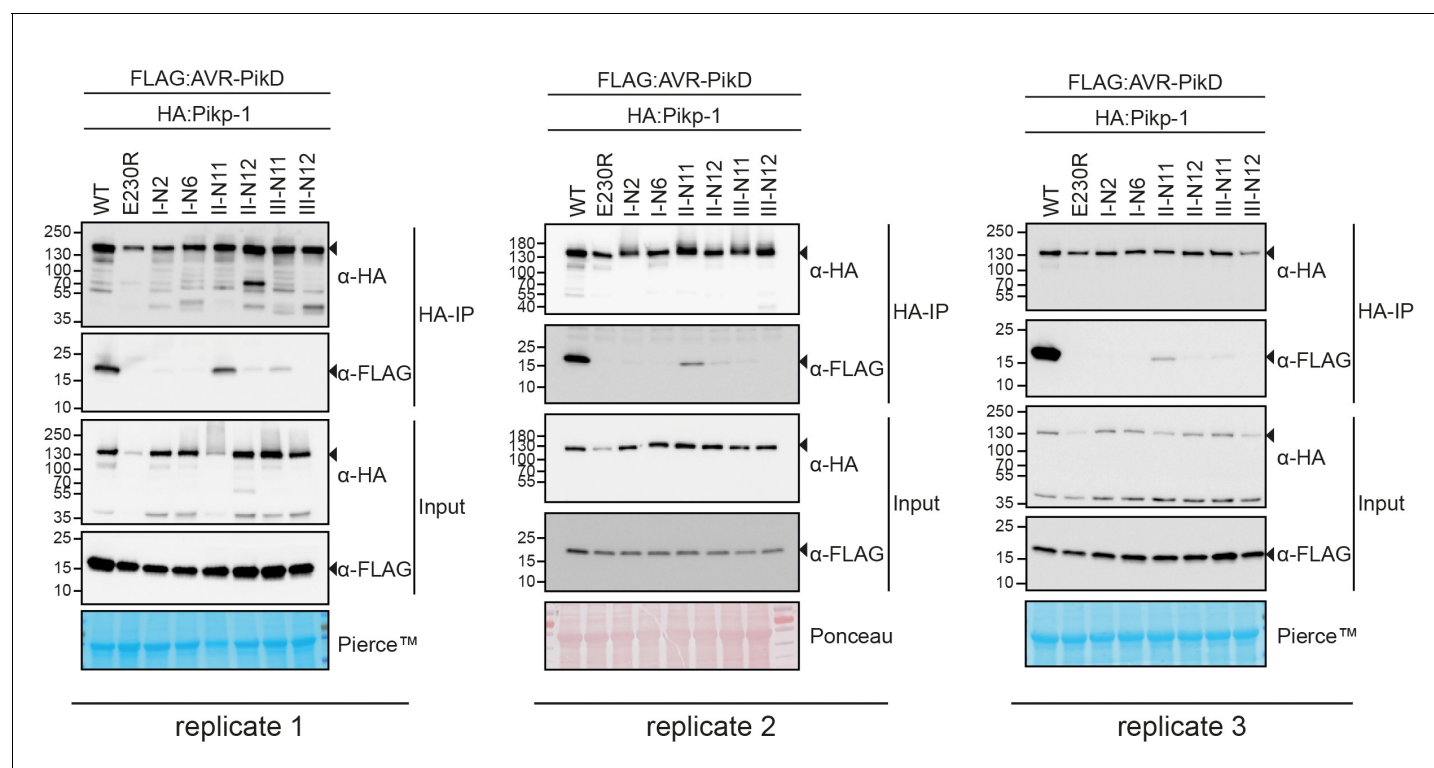 FLAG:AVR-PikD
HA:Pikp-1
WT E230R I-N2 I-N6 II-N11 II-N12 III-N11 III-N12
250
130
100
70
55
35
α-HA
25
15
10
α-FLAG
HA-IP
250
130
100
70
55
35
α-HA
25
15
10
α-FLAG
Input
Pierce™
replicate 1
FLAG:AVR-PikD
HA:Pikp-1
WT E230R I-N2 I-N6 II-N11 II-N12 III-N11 III-N12
180
130
100
70
55
40
α-HA
25
15
10
α-FLAG
HA-IP
180
130
100
70
55
α-HA
25
15
10
α-FLAG
Input
Ponceau
replicate 2
FLAG:AVR-PikD
HA:Pikp-1
WT E230R I-N2 I-N6 II-N11 II-N12 III-N11 III-N12
250
130
100
70
55
α-HA
25
15
10
α-FLAG
HA-IP
250
130
100
70
55
35
α-HA
25
15
10
α-FLAG
Input
Pierce™
replicate 3